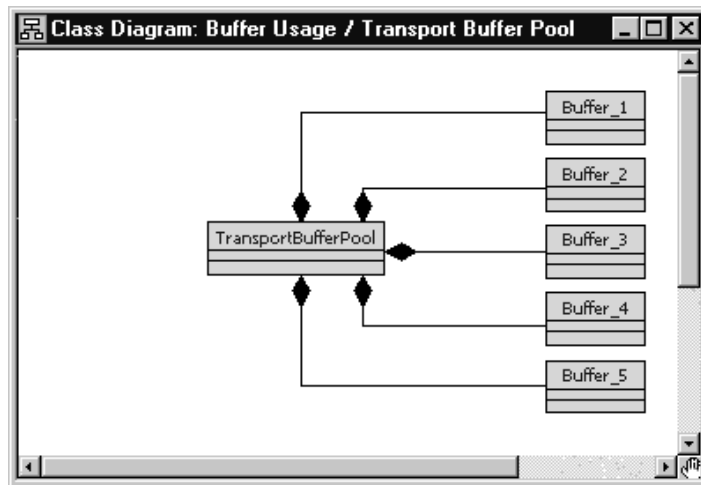 Class Diagram: Buffer Usage / Transport Buffer Pool
Buffer_1
Buffer_2
TransportBufferPool
Buffer_3
Buffer_4
Buffer_5